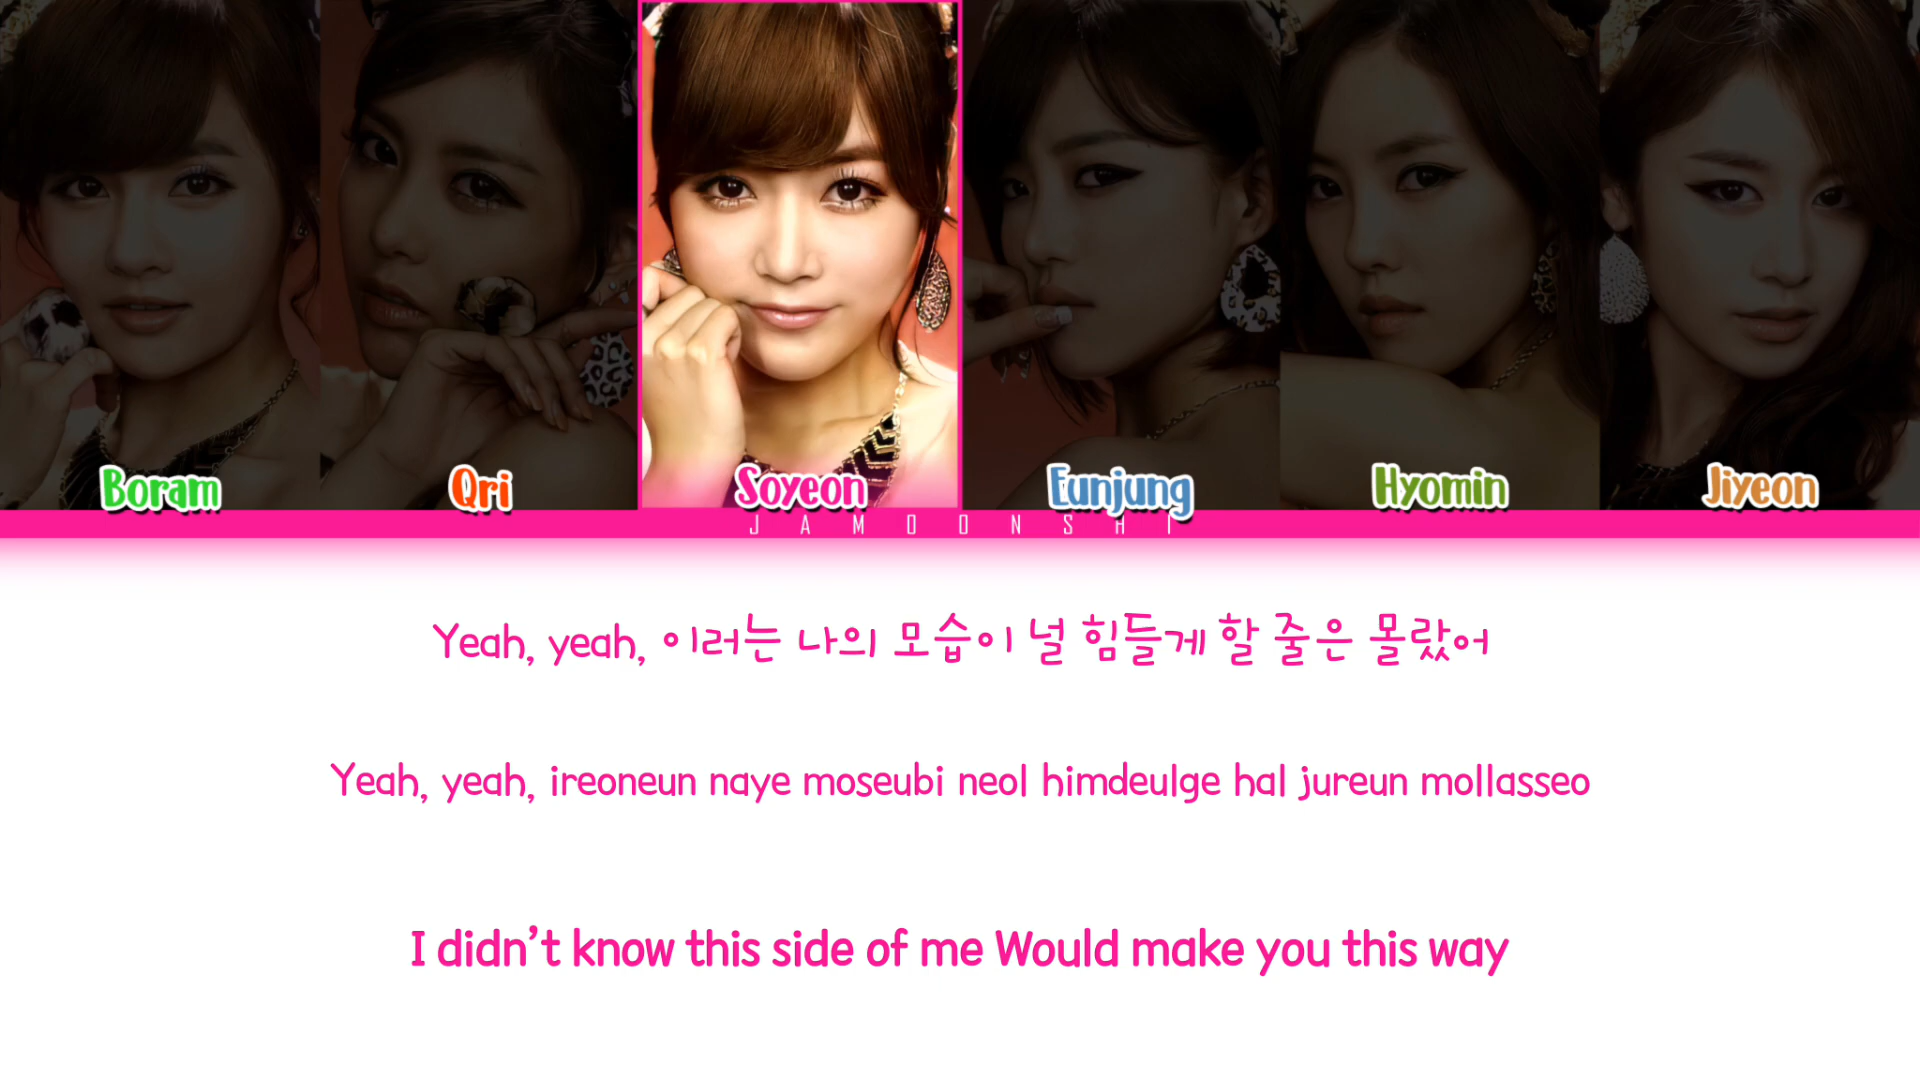 Boram Qri Soyeon Eunjung Hyomin Jiyeon
JAMOONSHI
Yeah, yeah, 이러는 나의 모습이 널 힘들게 할 줄은 몰랐어
Yeah, yeah, ireoneun naye moseubi neol himdeulge hal jureun mollasseo
I didn't know this side of me Would make you this way